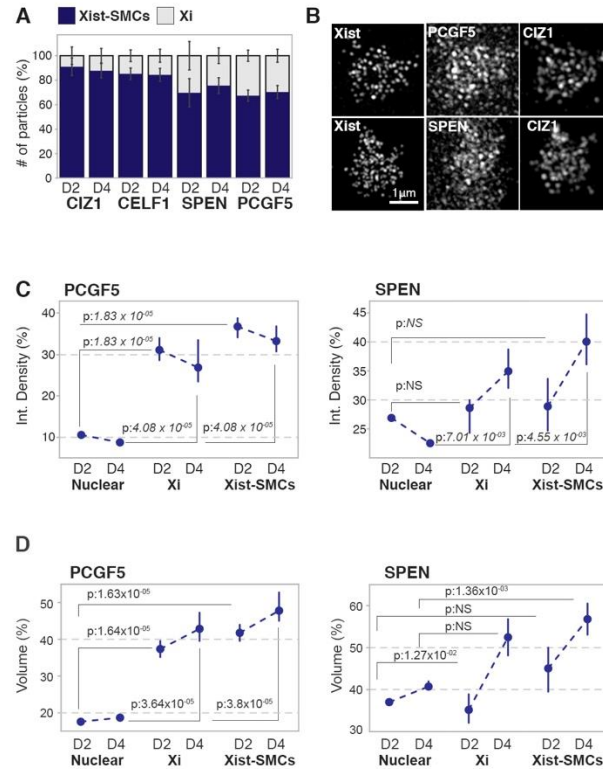 A
Xist-SMCs Xi
# of particles (%)
100
80
60
40
20
0
D2 D4 D2 D4 D2 D4 D2 D4
CIZ1 CELF1 SPEN PCGF5
B
Xist PCGF5 CIZ1
Xist SPEN CIZ1
1μm
C
PCGF5
Int. Density (%)
40
30
20
10
p:1.83 x 10-05
p:1.83 x 10-05
p:4.08 x 10-05 p:4.08 x 10-05
D2 D4 D2 D4 D2 D4
Nuclear Xi Xist-SMCs
SPEN
Int. Density (%)
45
40
35
30
25
p:NS
p:NS
p:7.01 x 10-03 p:4.55 x 10-03
D2 D4 D2 D4 D2 D4
Nuclear Xi Xist-SMCs
D
PCGF5
Volume (%)
50
40
30
20
p:1.63x10-05
p:1.64x10-05
p:3.64x10-05 p:3.8x10-05
D2 D4 D2 D4 D2 D4
Nuclear Xi Xist-SMCs
SPEN
Volume (%)
60
50
40
30
p:1.36x10-03
p:NS
p:NS
p:1.27x10-02
D2 D4 D2 D4 D2 D4
Nuclear Xi Xist-SMCs